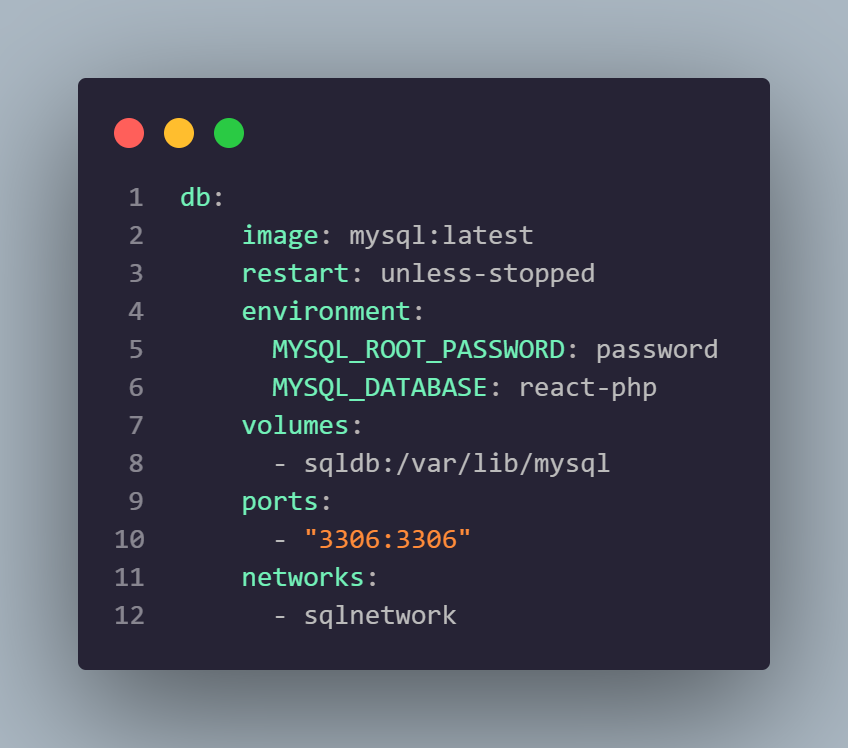 1 db:
2     image: mysql:latest
3     restart: unless-stopped
4     environment:
5       MYSQL_ROOT_PASSWORD: password
6       MYSQL_DATABASE: react-php
7     volumes:
8       - sqldb:/var/lib/mysql
9     ports:
10       - "3306:3306"
11     networks:
12       - sqlnetwork